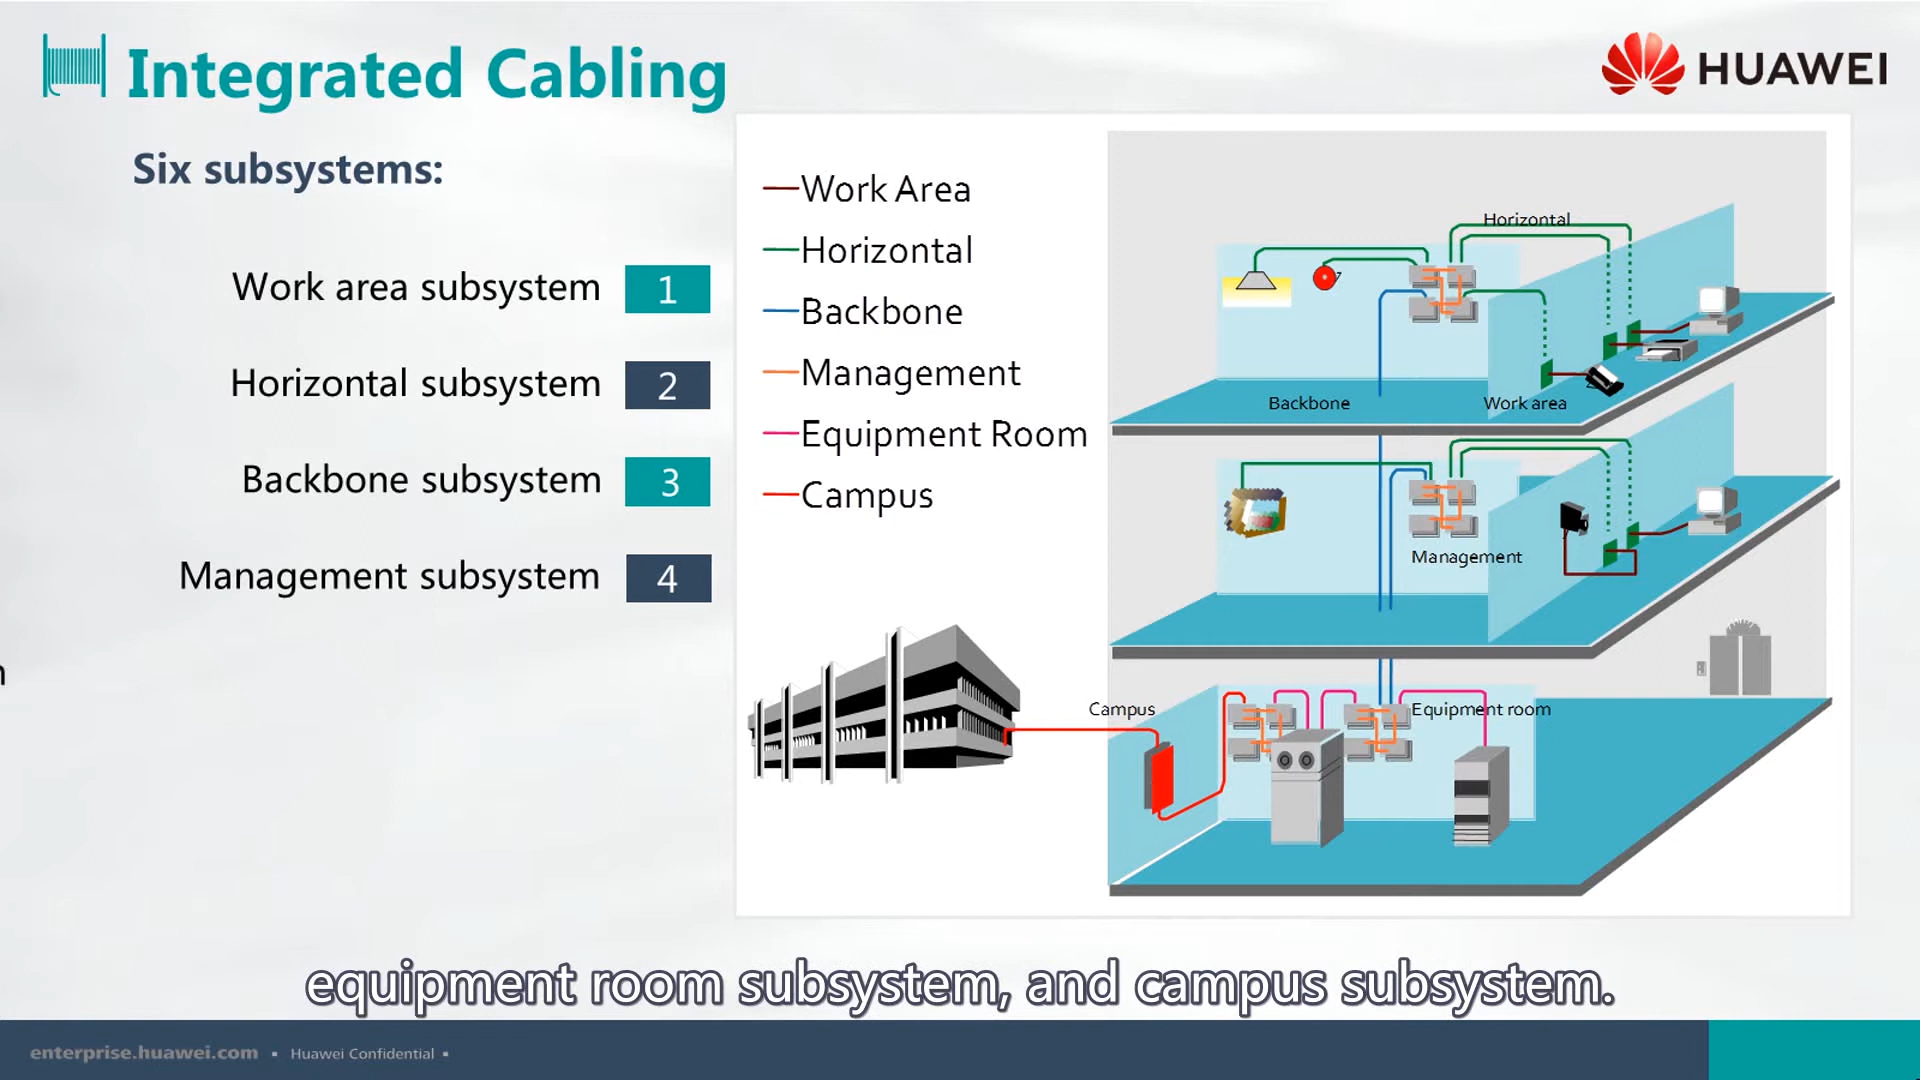 Integrated Cabling
HUAWEI
Six subsystems:
Work area subsystem 1
Horizontal subsystem 2
Backbone subsystem 3
Management subsystem 4
Work Area
Horizontal
Backbone
Management
Equipment Room
Campus
Horizontal
Backbone
Work area
Management
Campus
Equipment room
equipment room subsystem, and campus subsystem.
enterprise.huawei.com ▪ Huawei Confidential ▪